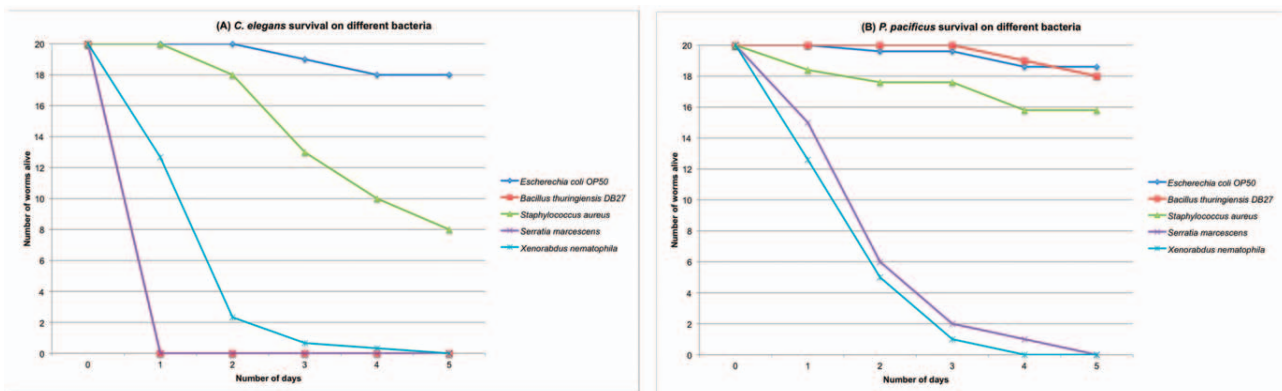 (A) C. elegans survival on different bacteria
20
18
16
14
12
10
8
6
4
2
0
Number of worms alive
0 1 2 3 4 5
Number of days
Escherechia coli OP50
Bacillus thuringiensis DB27
Staphylococcus aureus
Serratia marcescens
Xenorabdus nematophila
(B) P. pacificus survival on different bacteria
20
18
16
14
12
10
8
6
4
2
0
Number of worms alive
0 1 2 3 4 5
Number of days
Escherechia coli OP50
Bacillus thuringiensis DB27
Staphylococcus aureus
Serratia marcescens
Xenorabdus nematophila